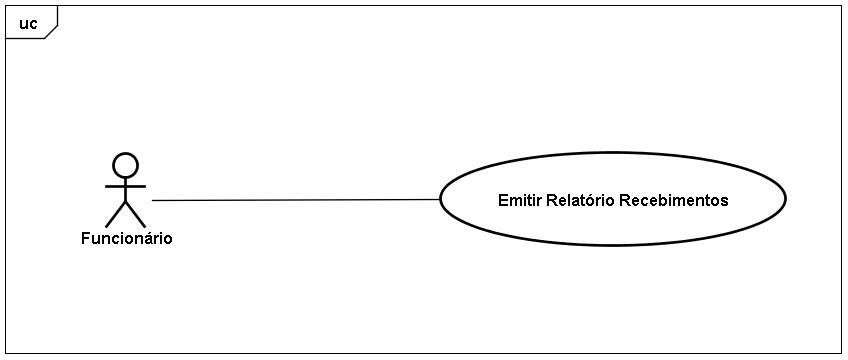 uc
Funcionário
Emitir Relatório Recebimentos